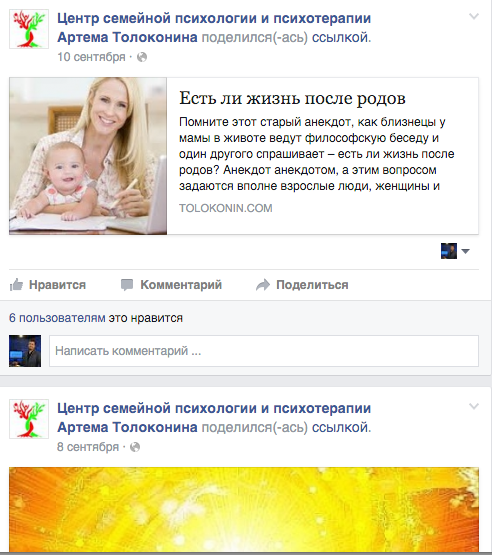 Центр семейной психологии и психотерапии
Артема Толоконина поделился(-ась) ссылкой.
10 сентября ·
Есть ли жизнь после родов
Помните этот старый анекдот, как близнецы у
мамы в животе ведут философскую беседу и
один другого спрашивает – есть ли жизнь после
родов? Анекдот анекдотом, а этим вопросом
задаются вполне взрослые люди, женщины и
TOLOKONIN.COM
Нравится Комментарий Поделиться
6 пользователям это нравится
Написать комментарий ...
Центр семейной психологии и психотерапии
Артема Толоконина поделился(-ась) ссылкой.
8 сентября ·